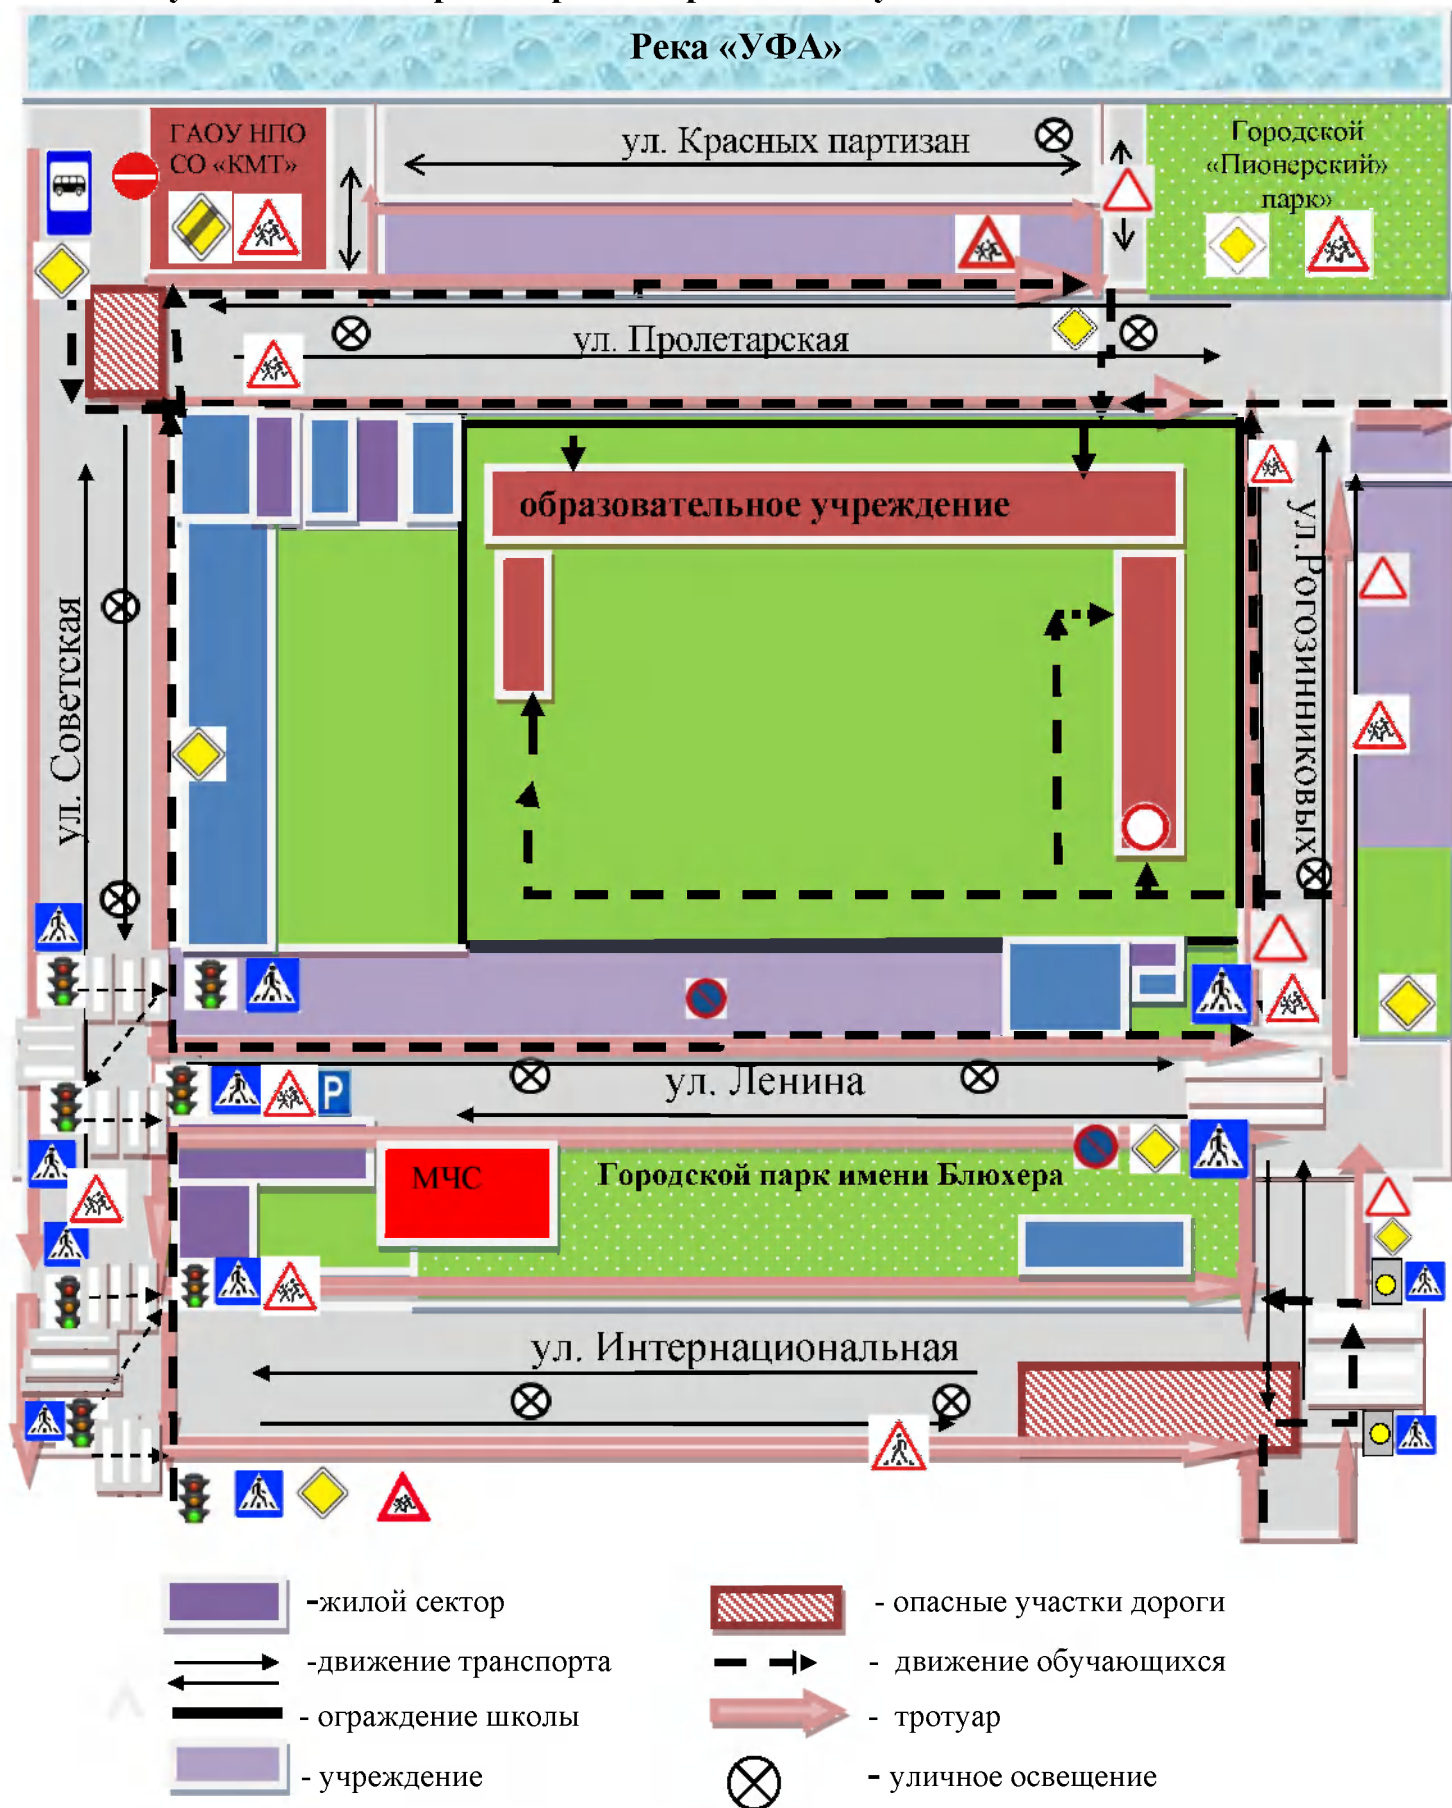 Река «УФА»
ГАОУ НПО
СО «КМТ»
ул. Красных партизан
Городской
«Пионерский»
парк»
ул. Пролетарская
образовательное учреждение
ул. Советская
ул.Рогозинниковых
ул. Ленина
P
МЧС
Городской парк имени Блюхера
ул. Интернациональная
-жилой сектор
- опасные участки дороги
-движение транспорта
- движение обучающихся
- ограждение школы
- тротуар
- учреждение
- уличное освещение